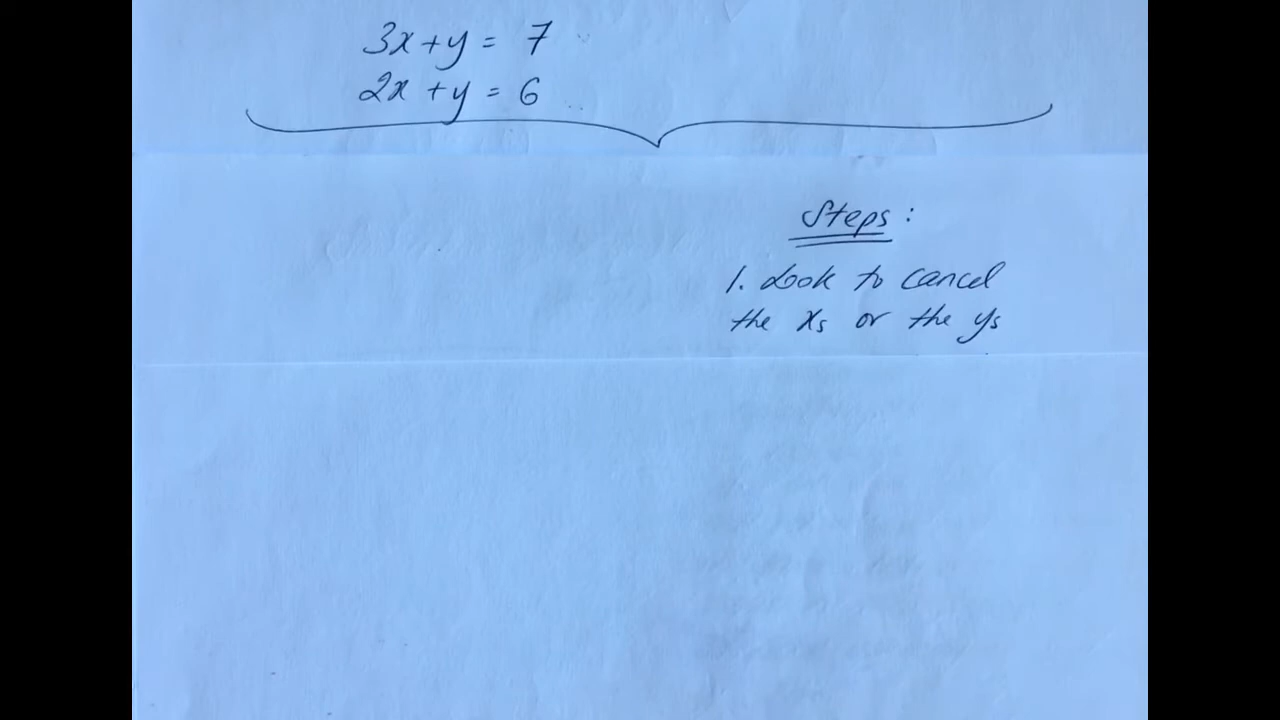 3x+y = 7
2x+y = 6
Steps:
1. Look to cancel
the xs or the ys